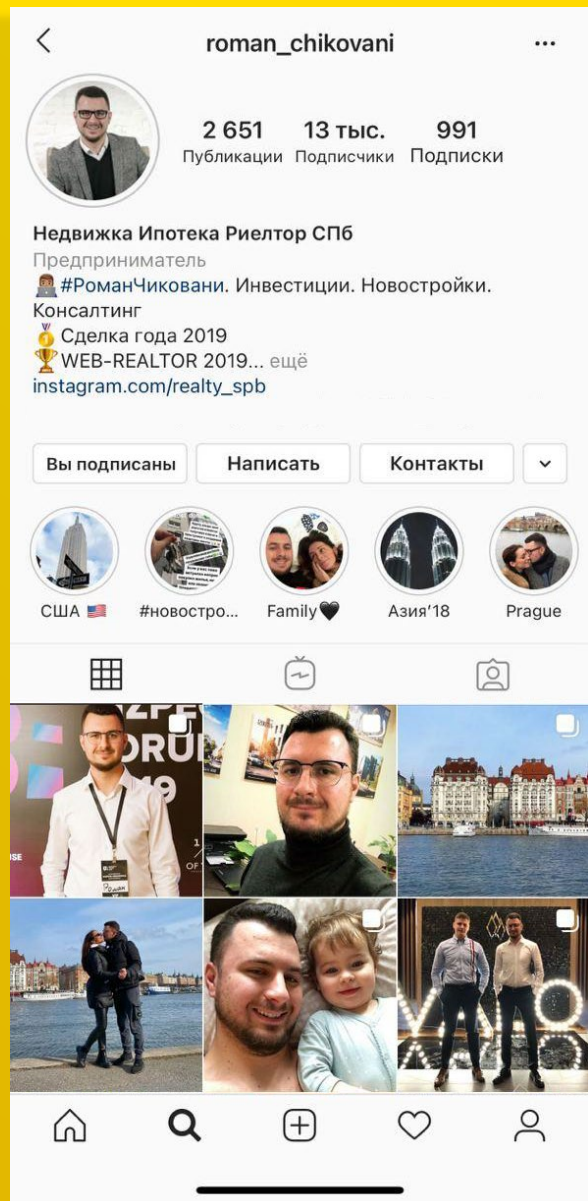 roman_chikovani
2 651 13 тыс. 991
Публикации Подписчики Подписки
Недвижка Ипотека Риелтор СПб
Предприниматель
#РоманЧиковани. Инвестиции. Новостройки.
Консалтинг
Сделка года 2019
WEB-REALTOR 2019... ещё
instagram.com/realty_spb
Вы подписаны Написать Контакты
США #новостро... Family Азия'18 Prague